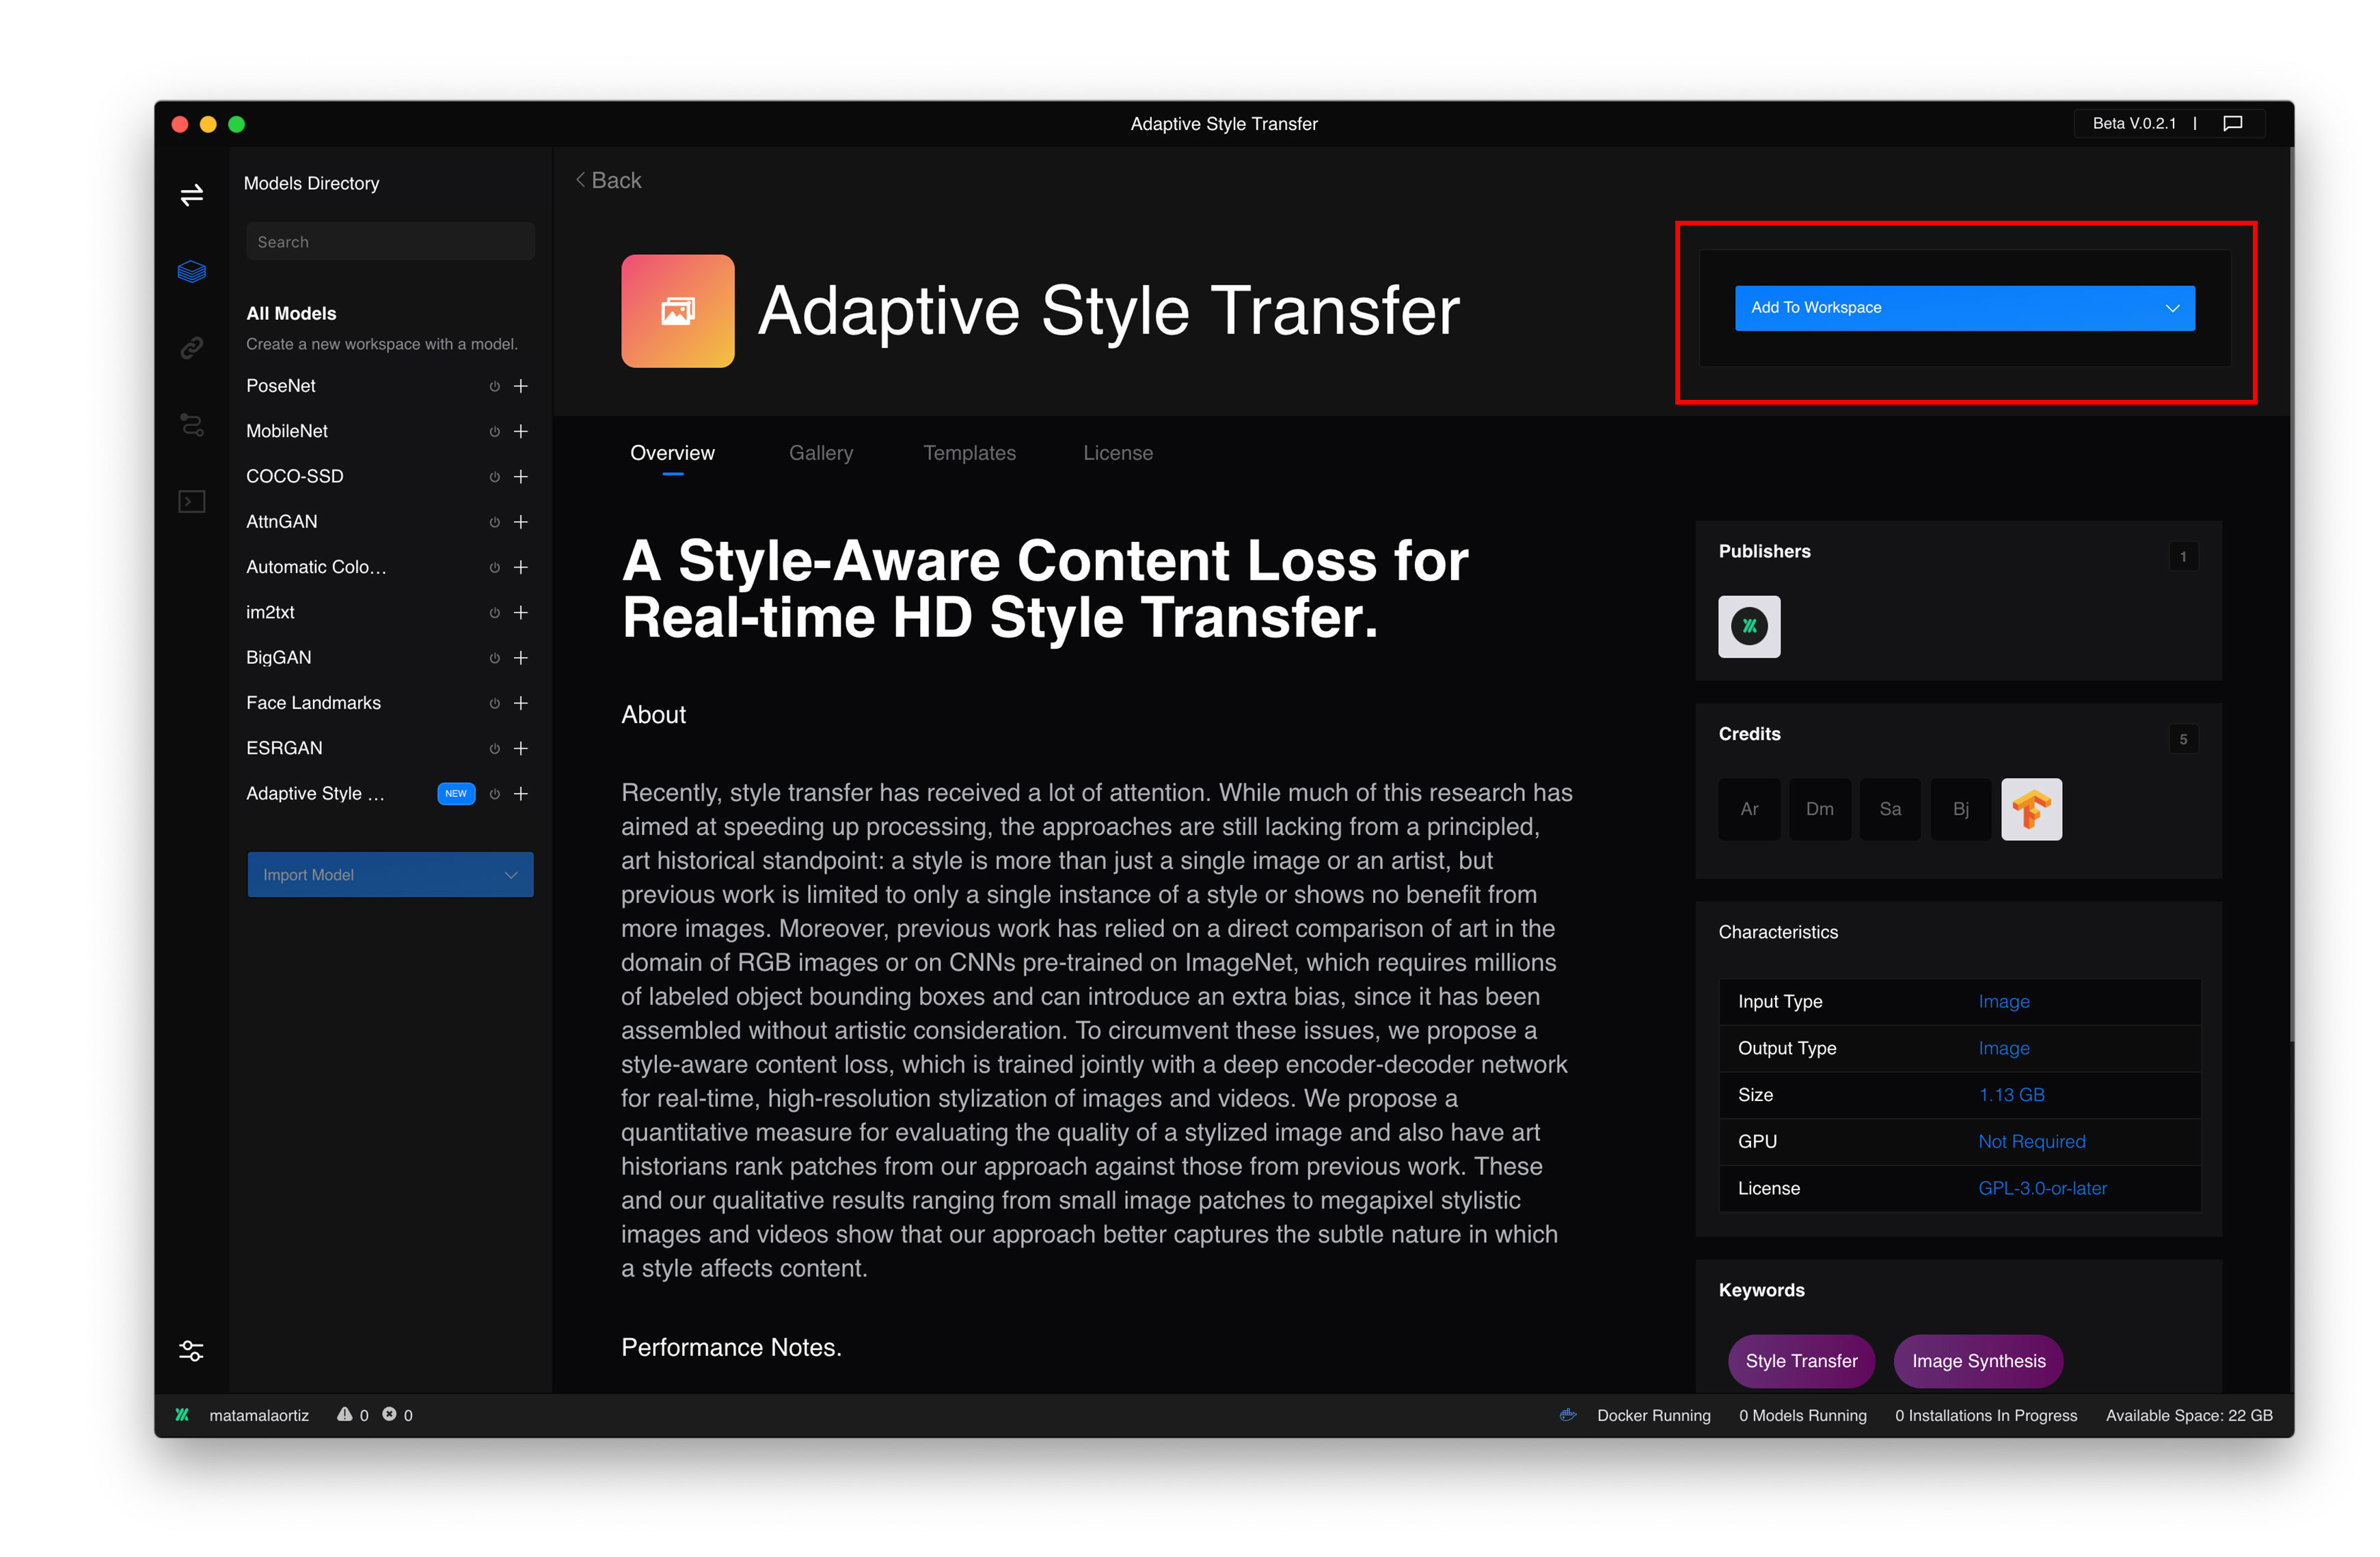 Adaptive Style Transfer
Beta V.0.2.1 |
Models Directory
Search
All Models
Create a new workspace with a model.
PoseNet
MobileNet
COCO-SSD
AttnGAN
Automatic Colo...
im2txt
BigGAN
Face Landmarks
ESRGAN
Adaptive Style ... NEW
Import Model
Back
Adaptive Style Transfer
Add To Workspace
Overview Gallery Templates License
A Style-Aware Content Loss for
Real-time HD Style Transfer.
About
Recently, style transfer has received a lot of attention. While much of this research has
aimed at speeding up processing, the approaches are still lacking from a principled,
art historical standpoint: a style is more than just a single image or an artist, but
previous work is limited to only a single instance of a style or shows no benefit from
more images. Moreover, previous work has relied on a direct comparison of art in the
domain of RGB images or on CNNs pre-trained on ImageNet, which requires millions
of labeled object bounding boxes and can introduce an extra bias, since it has been
assembled without artistic consideration. To circumvent these issues, we propose a
style-aware content loss, which is trained jointly with a deep encoder-decoder network
for real-time, high-resolution stylization of images and videos. We propose a
quantitative measure for evaluating the quality of a stylized image and also have art
historians rank patches from our approach against those from previous work. These
and our qualitative results ranging from small image patches to megapixel stylistic
images and videos show that our approach better captures the subtle nature in which
a style affects content.
Performance Notes.
Publishers 1
Credits 5
Ar Dm Sa Bj
Characteristics
Input Type Image
Output Type Image
Size 1.13 GB
GPU Not Required
License GPL-3.0-or-later
Keywords
Style Transfer Image Synthesis
matamalaortiz 0 0
Docker Running 0 Models Running 0 Installations In Progress Available Space: 22 GB